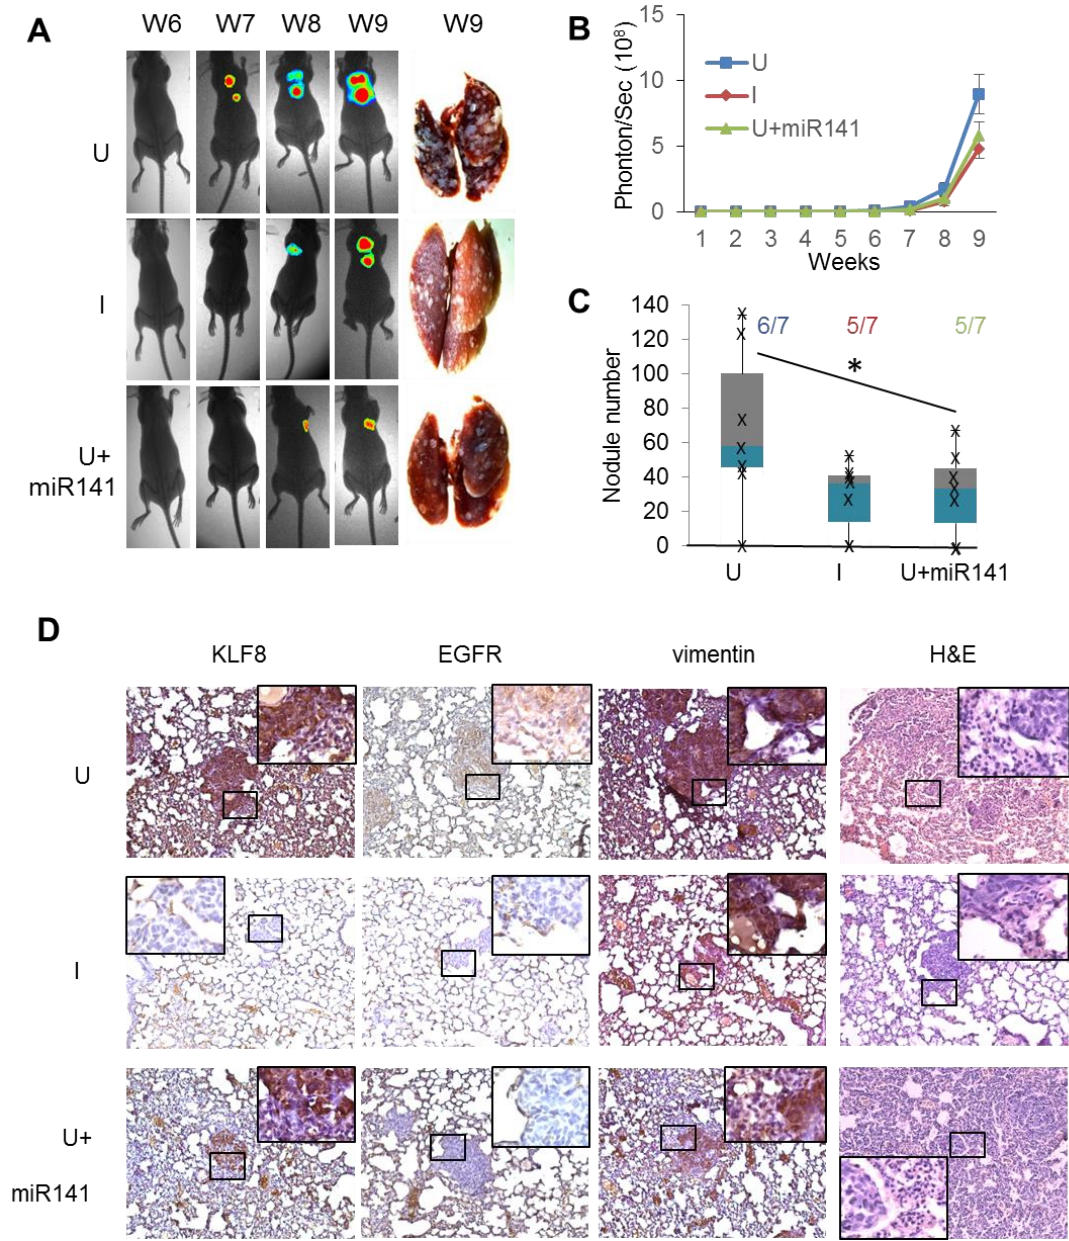 A
W6 W7 W8 W9 W9
U
I
U+
miR141
B
Phonton/Sec (10⁸)
15
10
5
0
U
I
U+miR141
1 2 3 4 5 6 7 8 9
Weeks
C
Nodule number
140
120
100
80
60
40
20
0
6/7 5/7 5/7
*
U I U+miR141
D
KLF8 EGFR vimentin H&E
U
I
U+
miR141